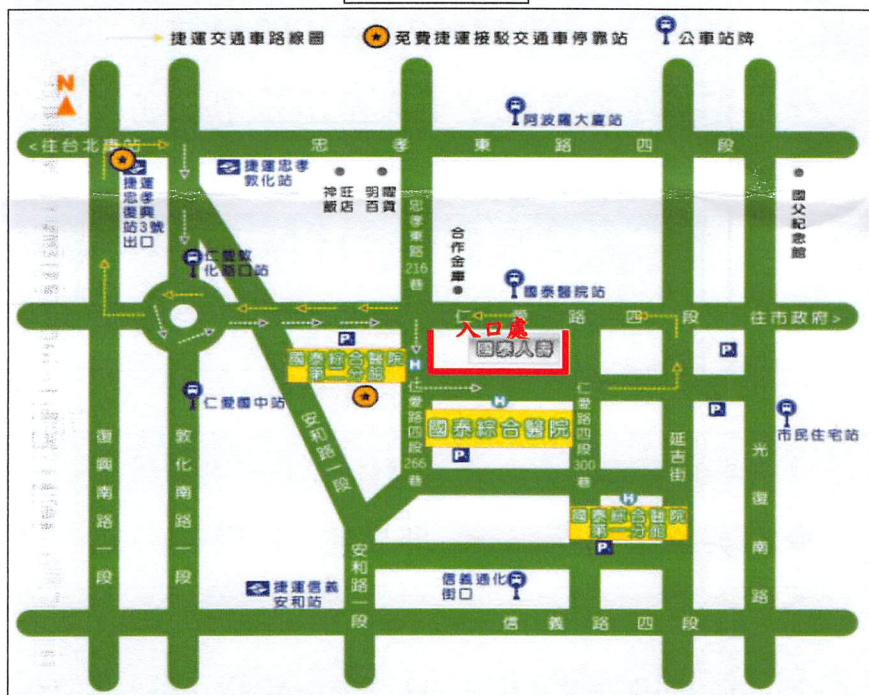 捷運交通車路線圖
免費捷運接駁交通車停靠站
公車站牌
N
阿波羅大廈站
<往台北車站
忠孝東路四段
捷運
忠孝
復興
站3號
出口
捷運忠孝
敦化站
神旺
飯店
明曜
百貨
忠孝東路216巷
合作金庫
國父紀念館
仁愛敦
化路口站
國泰醫院站
仁愛路四段
往市政府>
入口處
國泰人壽
P
P
國泰綜合醫院
第二分館
H
H
仁愛國中站
安和路一段
仁愛路四段266巷
國泰綜合醫院
P
仁愛路四段300巷
P
市民住宅站
延吉街
光復南路
復興南路一段
敦化南路一段
H
國泰綜合醫院
第一分館
P
捷運信義
安和站
安和路一段
信義通化
街口
信義路四段